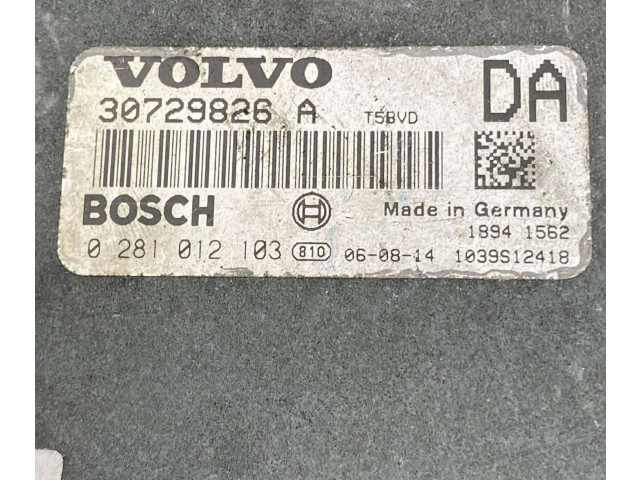 VOLVO
DA
30729826 A T5BVD
BOSCH
Made in Germany
1894 1562
0 281 012 103 810 06-08-14 1039S12418